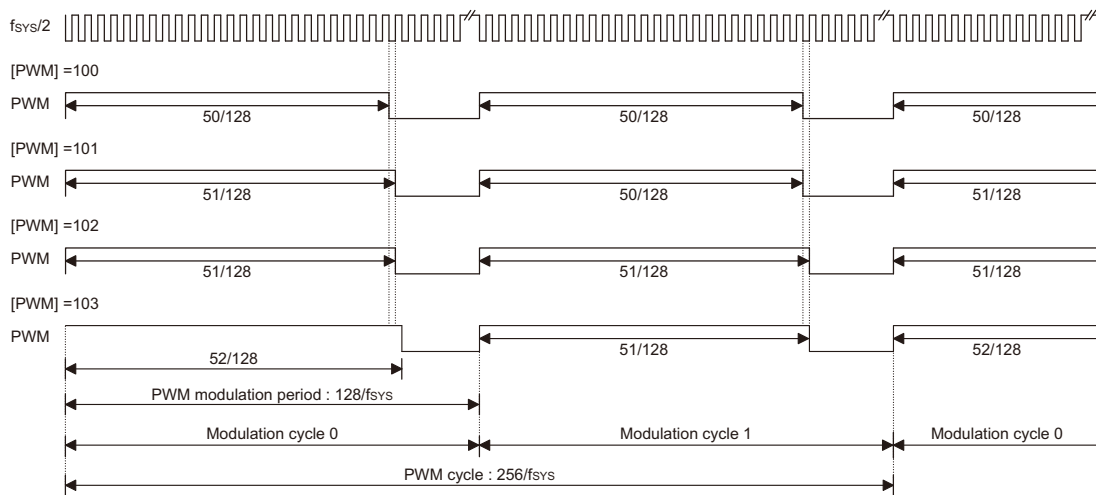 fSYS/2
[PWM] =100
PWM
50/128 50/128 50/128
[PWM] =101
PWM
51/128 50/128 51/128
[PWM] =102
PWM
51/128 51/128 51/128
[PWM] =103
PWM
52/128 51/128 52/128
PWM modulation period : 128/fSYS
Modulation cycle 0 Modulation cycle 1 Modulation cycle 0
PWM cycle : 256/fSYS